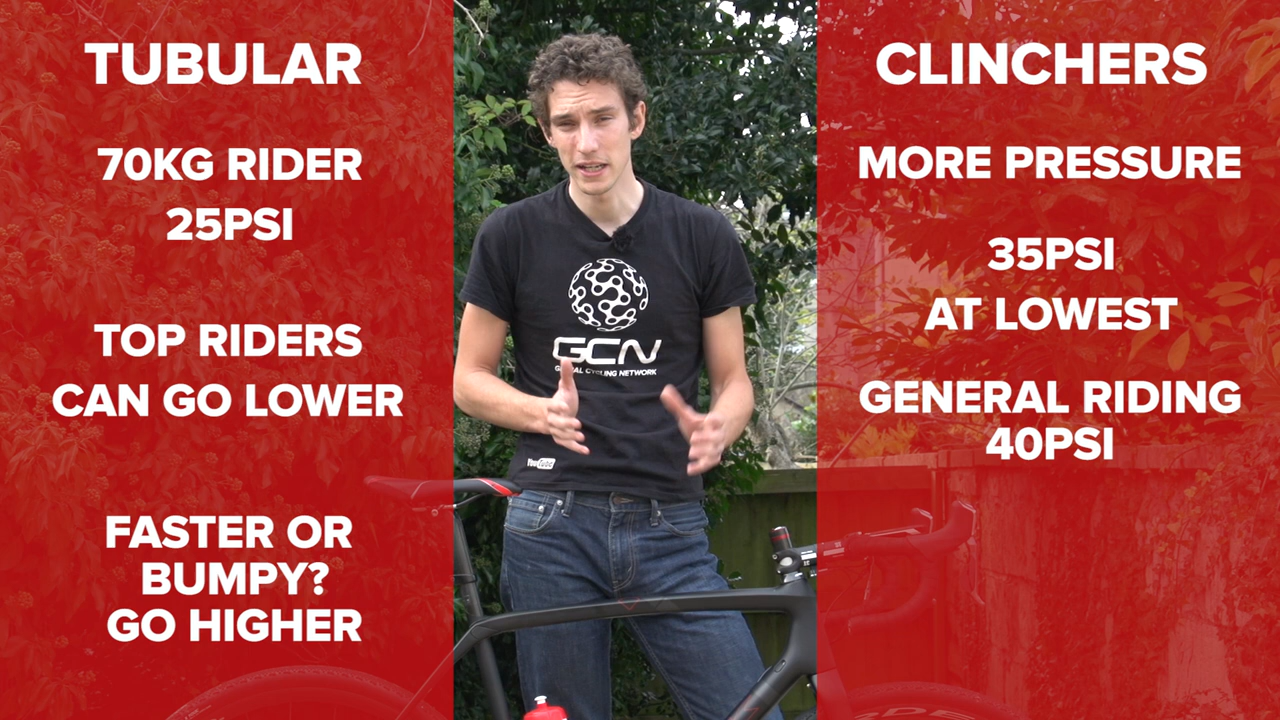 TUBULAR
70KG RIDER
25PSI
TOP RIDERS
CAN GO LOWER
FASTER OR
BUMPY?
GO HIGHER
GCN
GLOBAL CYCLING NETWORK
YouTube
CLINCHERS
MORE PRESSURE
35PSI
AT LOWEST
GENERAL RIDING
40PSI